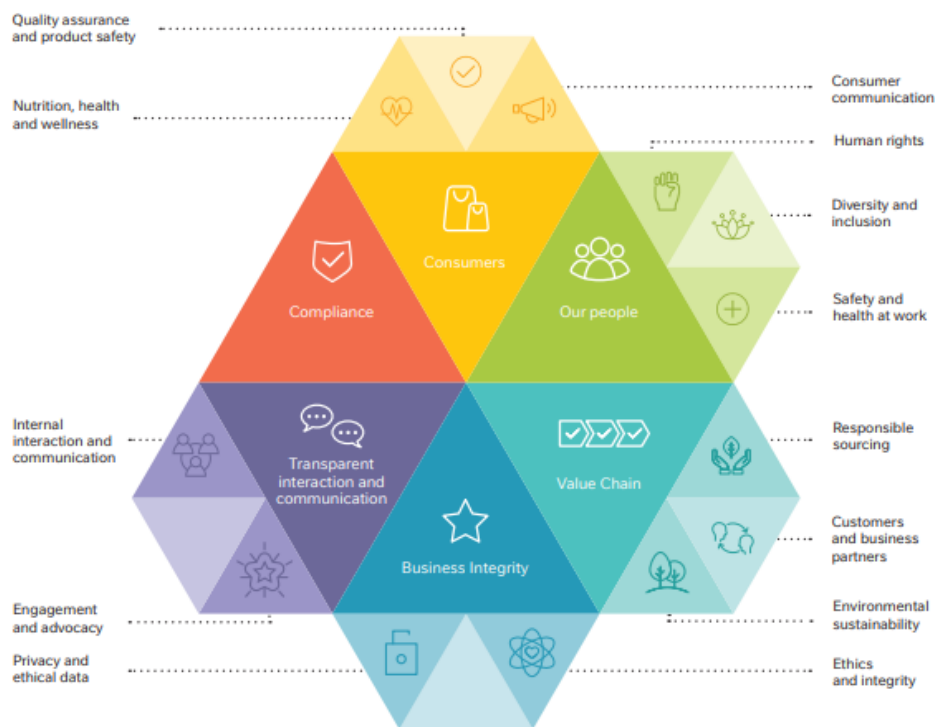 Quality assurance
and product safety
Nutrition, health
and wellness
Consumer
communication
Human rights
Diversity and
inclusion
Safety and
health at work
Consumers
Compliance
Our people
Internal
interaction and
communication
Transparent
interaction and
communication
Value Chain
Business Integrity
Responsible
sourcing
Customers
and business
partners
Engagement
and advocacy
Environmental
sustainability
Privacy and
ethical data
Ethics
and integrity